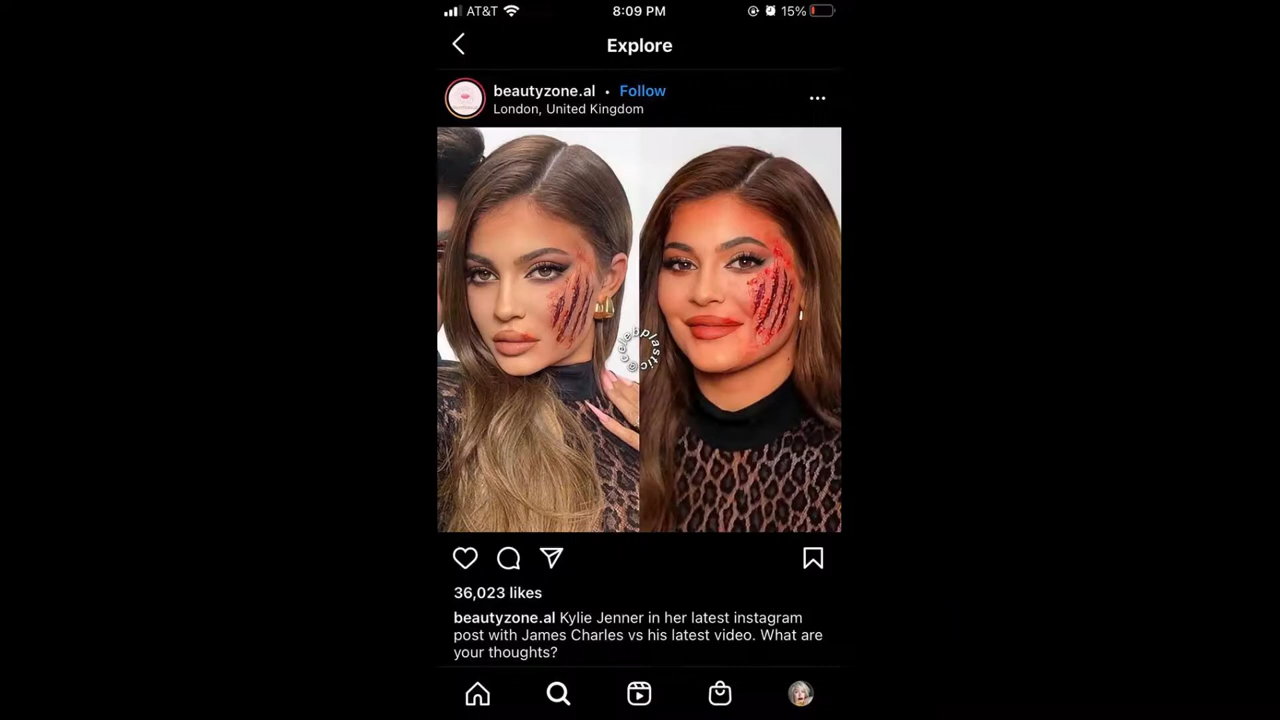 AT&T 8:09 PM 15%
Explore
beautyzone.al • Follow
London, United Kingdom
@celebplastic
36,023 likes
beautyzone.al Kylie Jenner in her latest instagram
post with James Charles vs his latest video. What are
your thoughts?